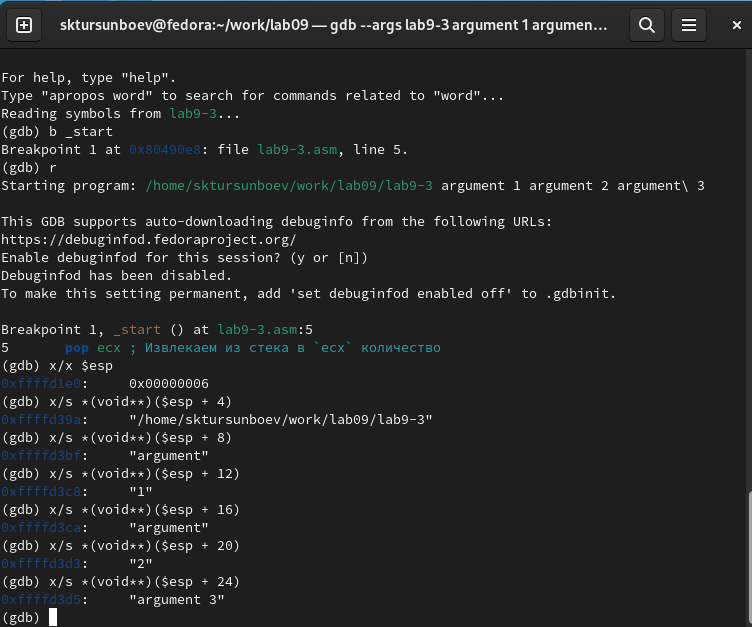 sktursunboev@fedora:~/work/lab09 — gdb --args lab9-3 argument 1 argumen...
For help, type "help".
Type "apropos word" to search for commands related to "word"...
Reading symbols from lab9-3...
(gdb) b _start
Breakpoint 1 at 0x80490e8: file lab9-3.asm, line 5.
(gdb) r
Starting program: /home/sktursunboev/work/lab09/lab9-3 argument 1 argument 2 argument\ 3
This GDB supports auto-downloading debuginfo from the following URLs:
https://debuginfod.fedoraproject.org/
Enable debuginfod for this session? (y or [n])
Debuginfod has been disabled.
To make this setting permanent, add 'set debuginfod enabled off' to .gdbinit.
Breakpoint 1, _start () at lab9-3.asm:5
5       pop ecx ; Извлекаем из стека в `ecx` количество
(gdb) x/x $esp
0xffffd1e0:     0x00000006
(gdb) x/s *(void**)($esp + 4)
0xffffd39a:     "/home/sktursunboev/work/lab09/lab9-3"
(gdb) x/s *(void**)($esp + 8)
0xffffd3bf:     "argument"
(gdb) x/s *(void**)($esp + 12)
0xffffd3c8:     "1"
(gdb) x/s *(void**)($esp + 16)
0xffffd3ca:     "argument"
(gdb) x/s *(void**)($esp + 20)
0xffffd3d3:     "2"
(gdb) x/s *(void**)($esp + 24)
0xffffd3d5:     "argument 3"
(gdb)